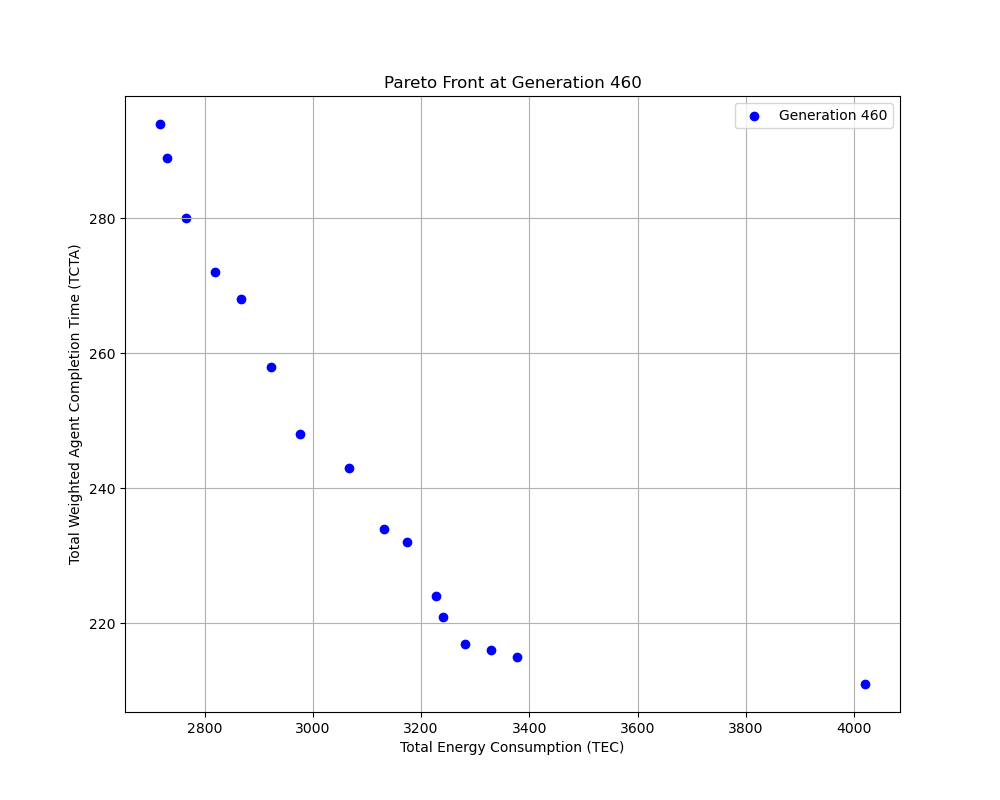 Pareto Front at Generation 460
Generation 460
Total Weighted Agent Completion Time (TCTA)
280
260
240
220
2800 3000 3200 3400 3600 3800 4000
Total Energy Consumption (TEC)